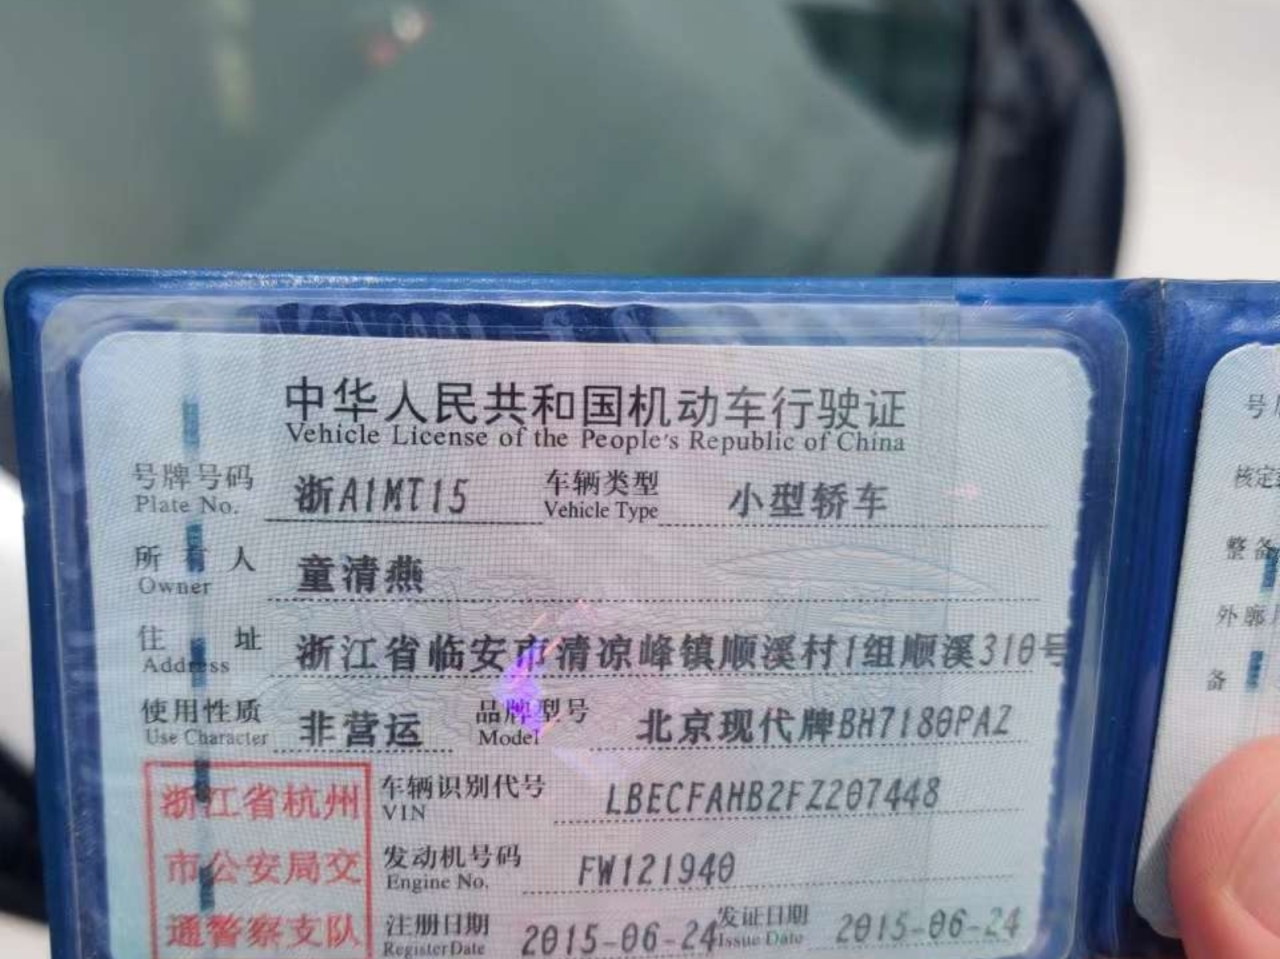 中华人民共和国机动车行驶证
Vehicle License of the People's Republic of China
号牌号码 浙A1MT15 车辆类型 小型轿车
Plate No. Vehicle Type
所有人 童清燕
Owner
住址 浙江省临安市清凉峰镇顺溪村1组顺溪310号
Address
使用性质 非营运 品牌型号 北京现代牌BH7180PAZ
Use Character Model
浙江省杭州
市公安局交
通警察支队
车辆识别代号 LBECFAHB2FZ207448
VIN
发动机号码 FW121940
Engine No.
注册日期 2015-06-24 发证日期 2015-06-24
Register Date Issue Date
号
核定
整备
外廓
备